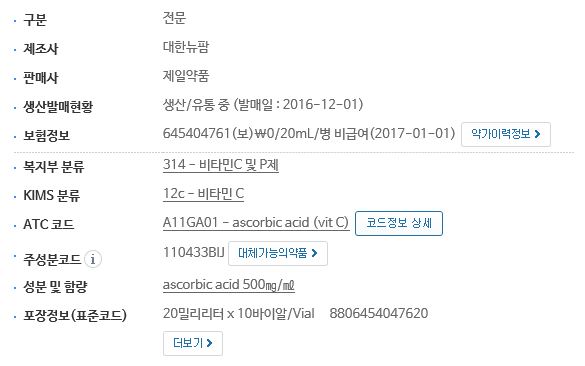 구분 전문
제조사 대한뉴팜
판매사 제일약품
생산발매현황 생산/유통 중 (발매일 : 2016-12-01)
보험정보 645404761(보)₩0/20mL/병 비급여(2017-01-01) 약가이력정보
복지부 분류 314 - 비타민C 및 P제
KIMS 분류 12c - 비타민 C
ATC 코드 A11GA01 - ascorbic acid (vit C) 코드정보 상세
주성분코드 i 110433BIJ 대체가능의약품
성분 및 함량 ascorbic acid 500㎎/㎖
포장정보(표준코드) 20밀리리터 x 10바이알/Vial 8806454047620
더보기